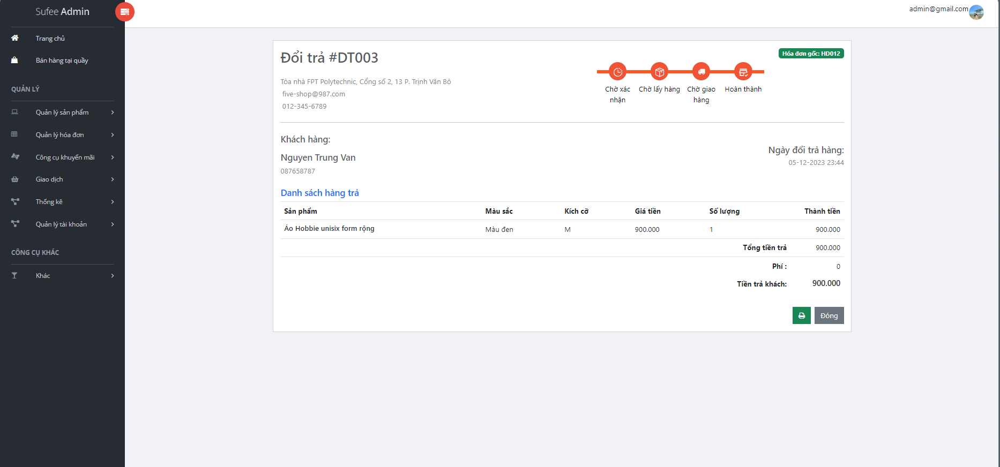 Sufee Admin
admin@gmail.com
Trang chủ
Bán hàng tại quầy
QUẢN LÝ
Quản lý sản phẩm
Quản lý hóa đơn
Công cụ khuyến mãi
Giao dịch
Thống kê
Quản lý tài khoản
CÔNG CỤ KHÁC
Khác
Đổi trả #DT003
Hóa đơn gốc: HD012
Tòa nhà FPT Polytechnic, Cổng số 2, 13 P. Trịnh Văn Bô
five-shop@987.com
012-345-6789
Chờ xác
nhận
Chờ lấy hàng
Chờ giao
hàng
Hoàn thành
Khách hàng:
Nguyen Trung Van
087658787
Ngày đổi trả hàng:
05-12-2023 23:44
Danh sách hàng trả
Sản phẩm Màu sắc Kích cỡ Giá tiền Số lượng Thành tiền
Áo Hobbie unisix form rộng Màu đen M 900.000 1 900.000
Tổng tiền trả 900.000
Phí : 0
Tiền trả khách: 900.000
Đóng